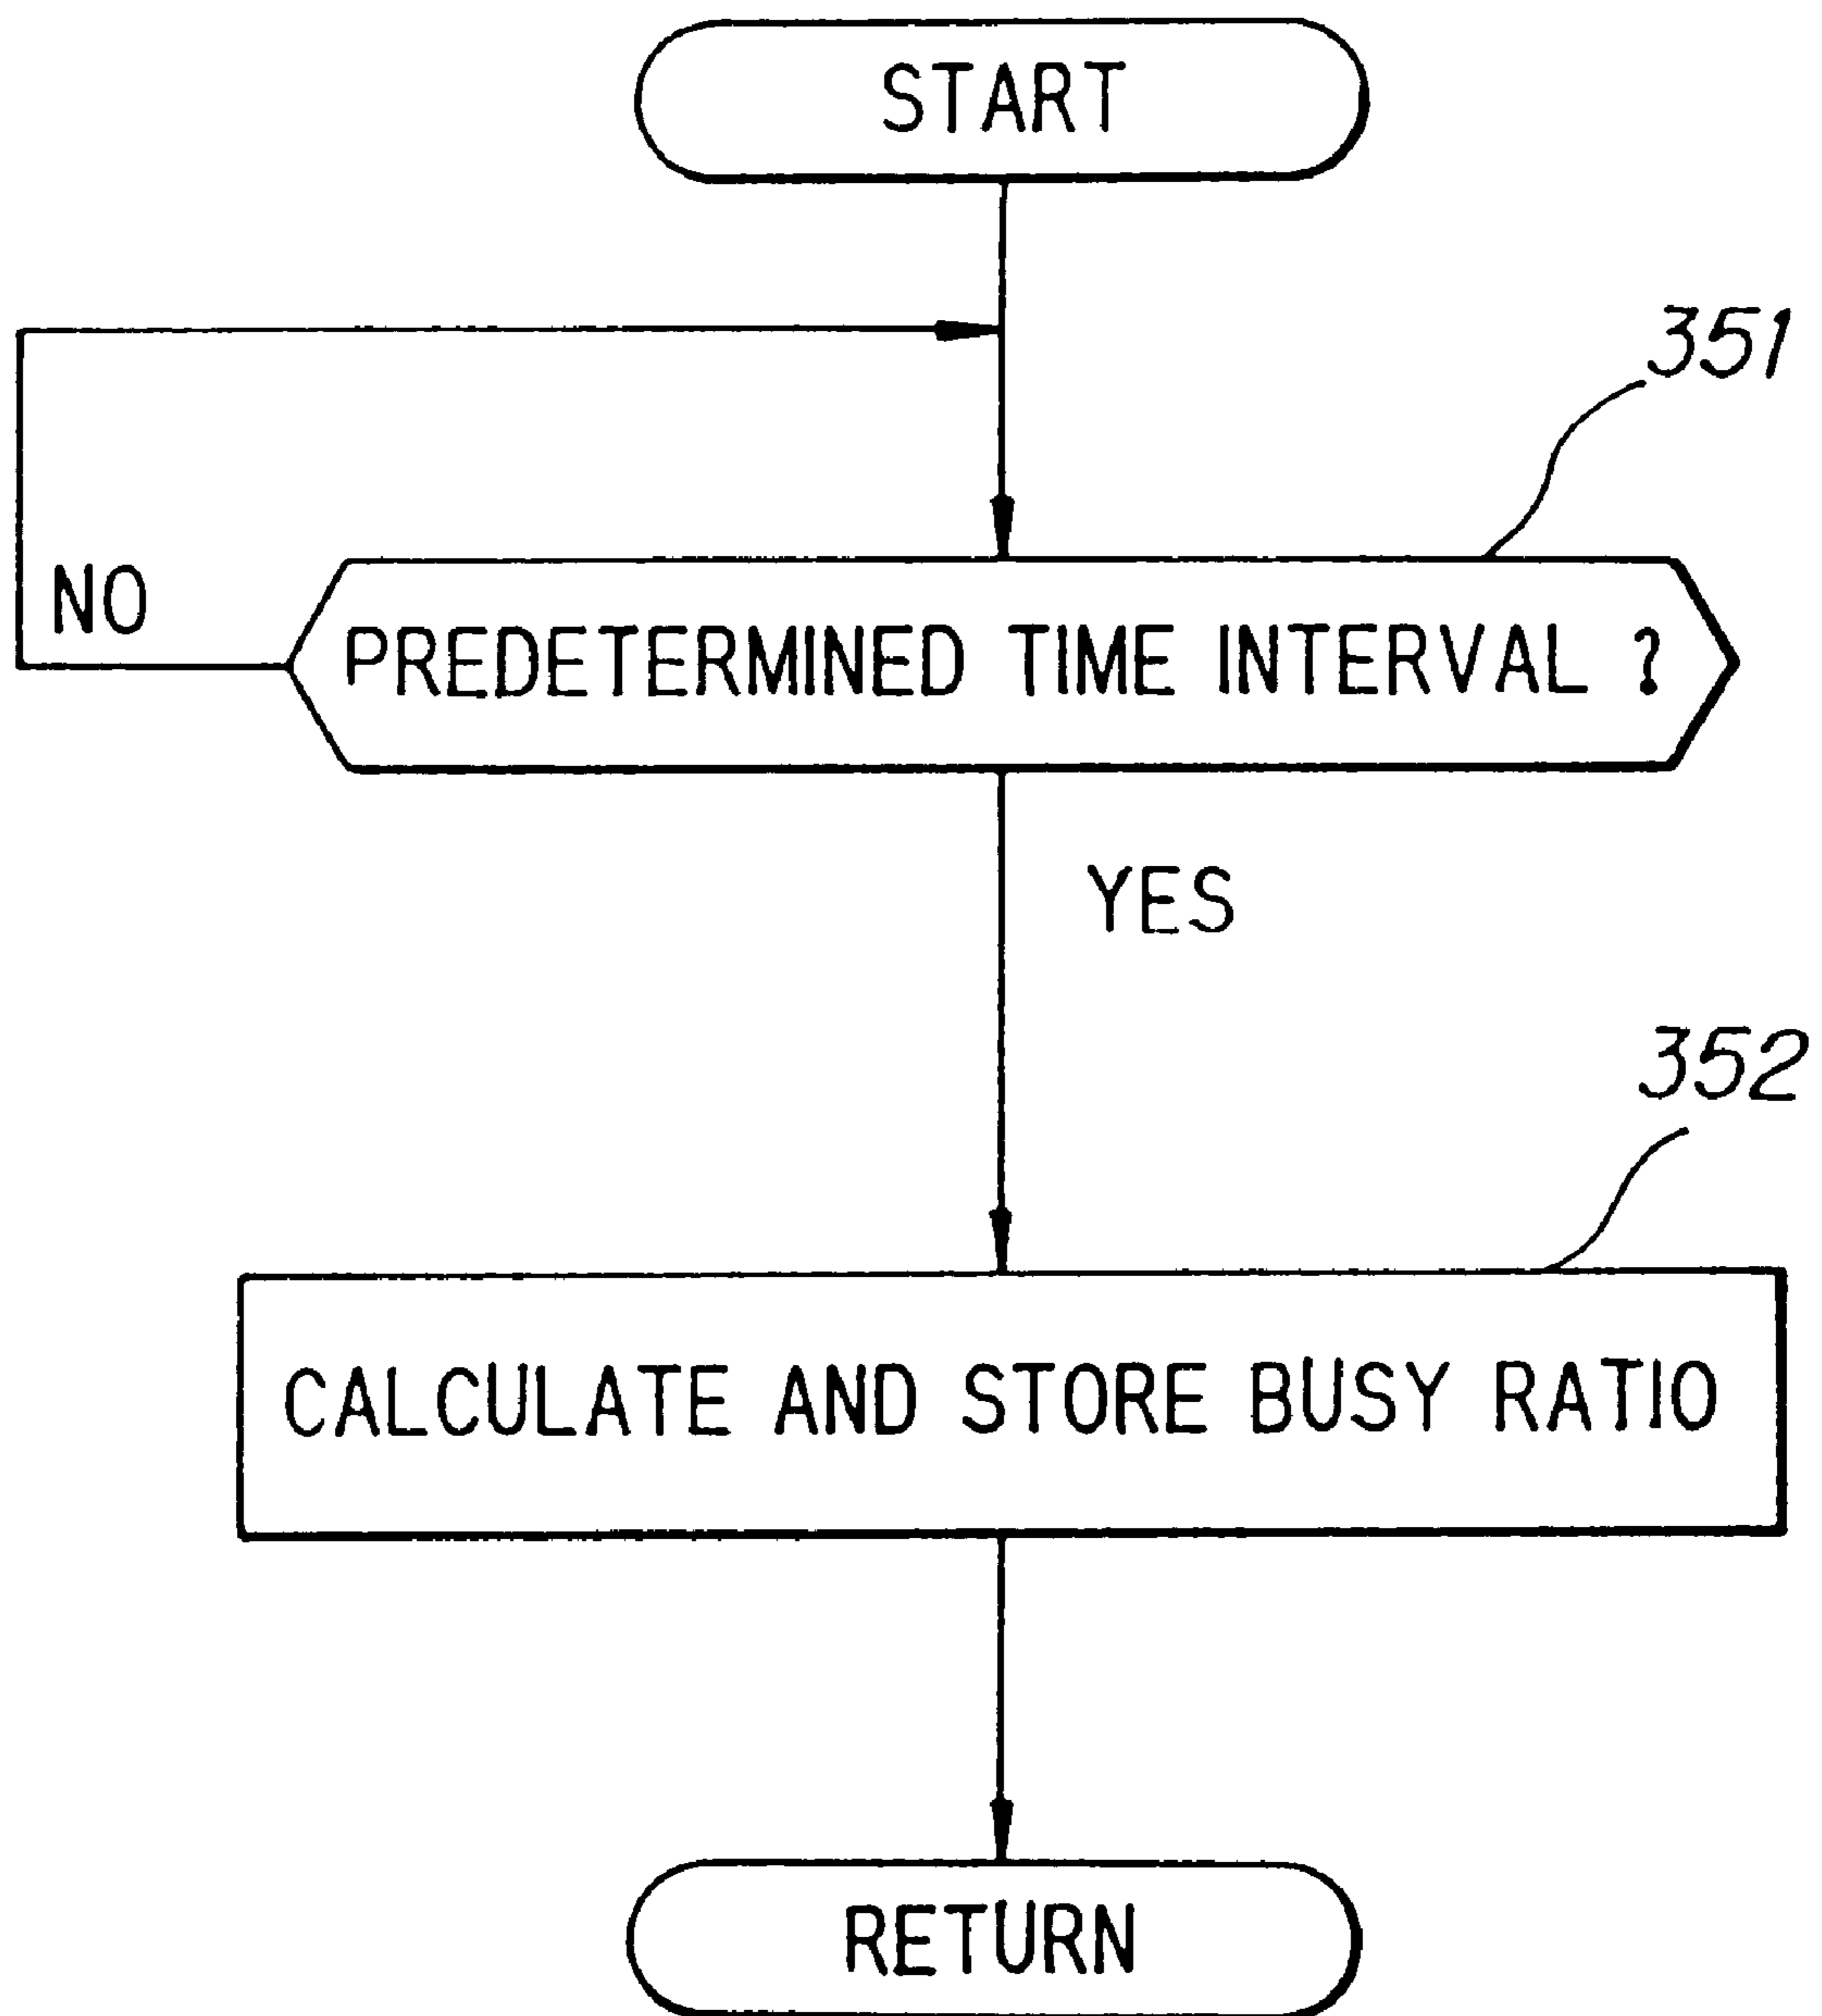 START
351
NO
PREDETERMINED TIME INTERVAL ?
YES
352
CALCULATE AND STORE BUSY RATIO
RETURN